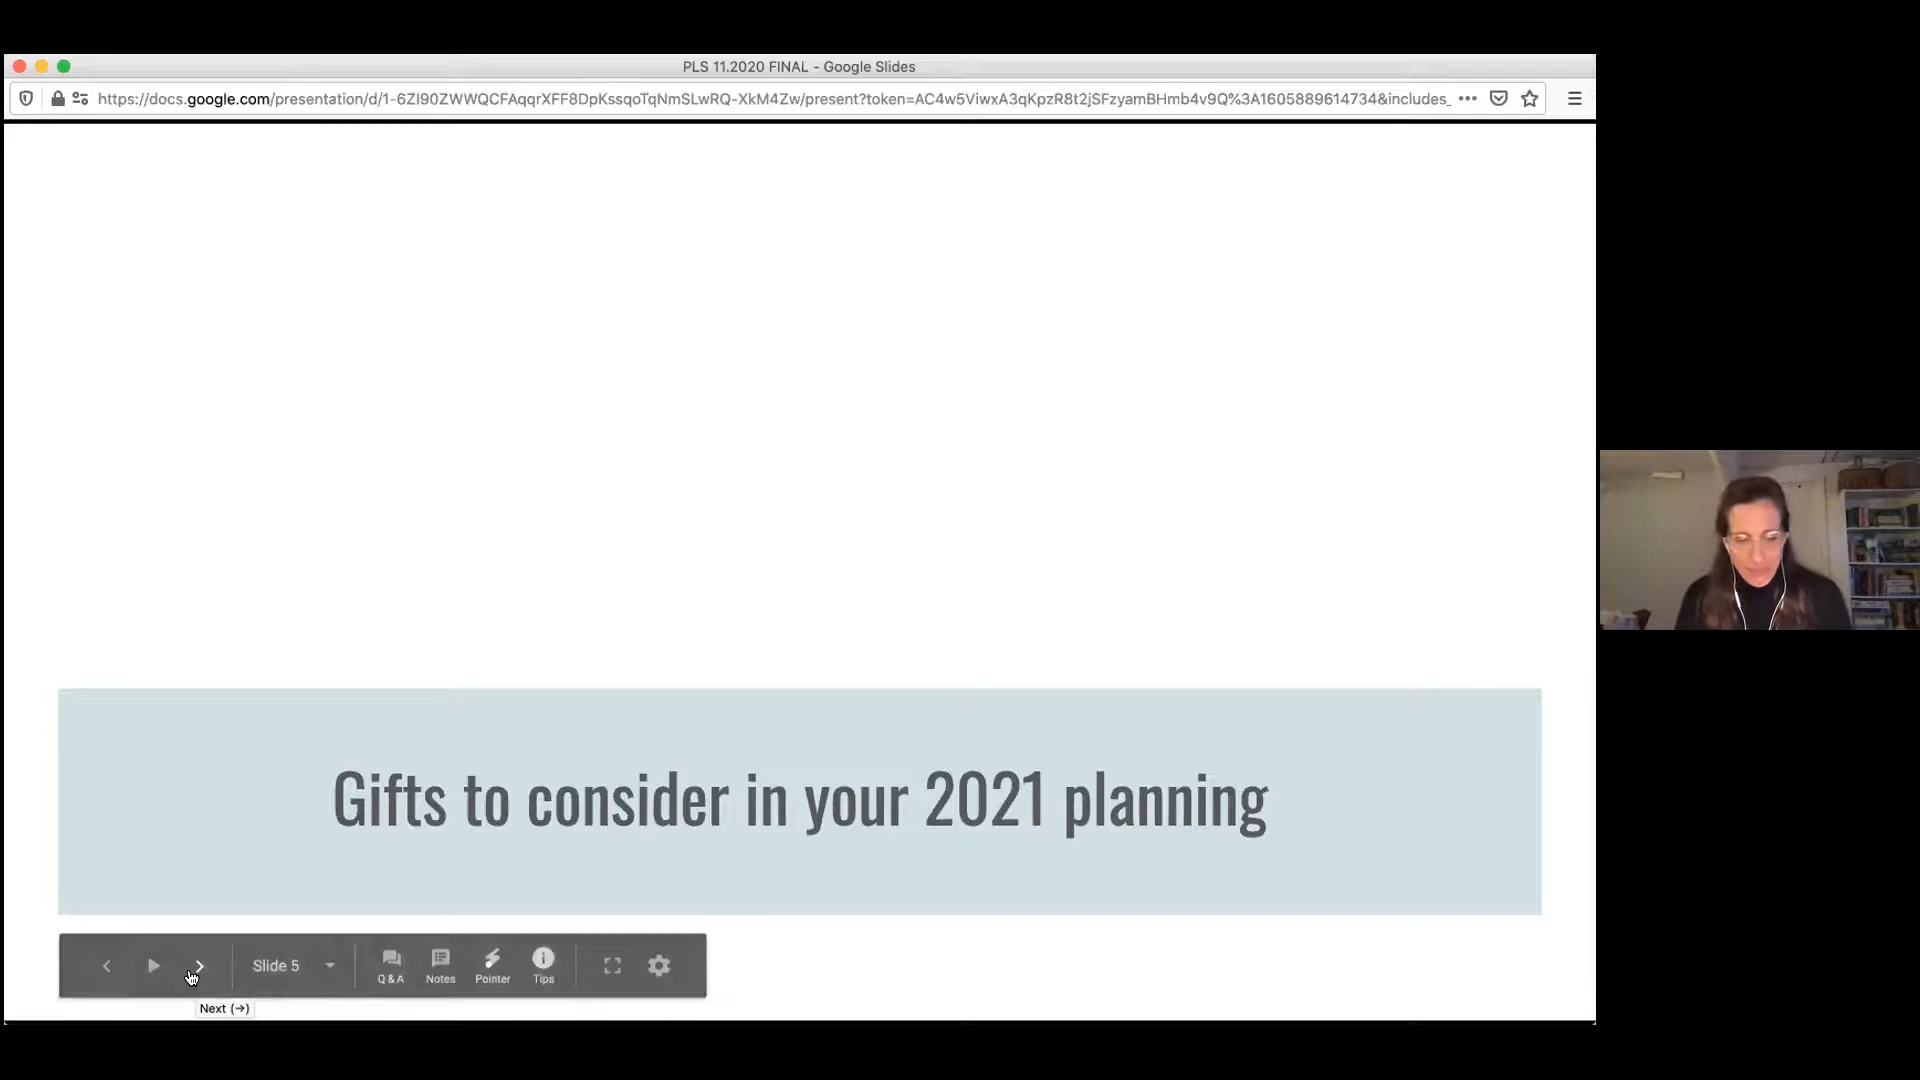 PLS 11.2020 FINAL - Google Slides
https://docs.google.com/presentation/d/1-6ZI90ZWWQCFAqqrXFF8DpKssqoTqNmSLwRQ-XkM4Zw/present?token=AC4w5ViwxA3qKpzR8t2jSFzyamBHmb4v9Q%3A1605889614734&includes_
Gifts to consider in your 2021 planning
Slide 5
Q & A Notes Pointer Tips
Next (→)